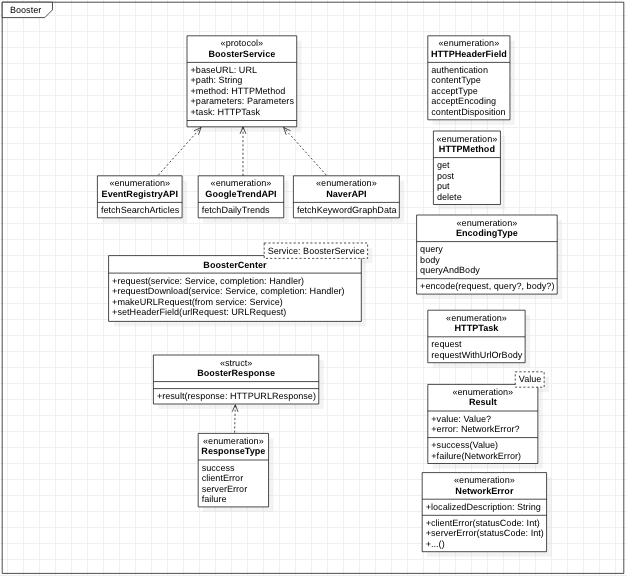 Booster
«protocol»
BoosterService
+baseURL: URL
+path: String
+method: HTTPMethod
+parameters: Parameters
+task: HTTPTask
«enumeration»
EventRegistryAPI
fetchSearchArticles
«enumeration»
GoogleTrendAPI
fetchDailyTrends
«enumeration»
NaverAPI
fetchKeywordGraphData
Service: BoosterService
BoosterCenter
+request(service: Service, completion: Handler)
+requestDownload(service: Service, completion: Handler)
+makeURLRequest(from service: Service)
+setHeaderField(urlRequest: URLRequest)
«struct»
BoosterResponse
+result(response: HTTPURLResponse)
«enumeration»
ResponseType
success
clientError
serverError
failure
«enumeration»
HTTPHeaderField
authentication
contentType
acceptType
acceptEncoding
contentDisposition
«enumeration»
HTTPMethod
get
post
put
delete
«enumeration»
EncodingType
query
body
queryAndBody
+encode(request, query?, body?)
«enumeration»
HTTPTask
request
requestWithUrlOrBody
Value
«enumeration»
Result
+value: Value?
+error: NetworkError?
+success(Value)
+failure(NetworkError)
«enumeration»
NetworkError
+localizedDescription: String
+clientError(statusCode: Int)
+serverError(statusCode: Int)
+...()